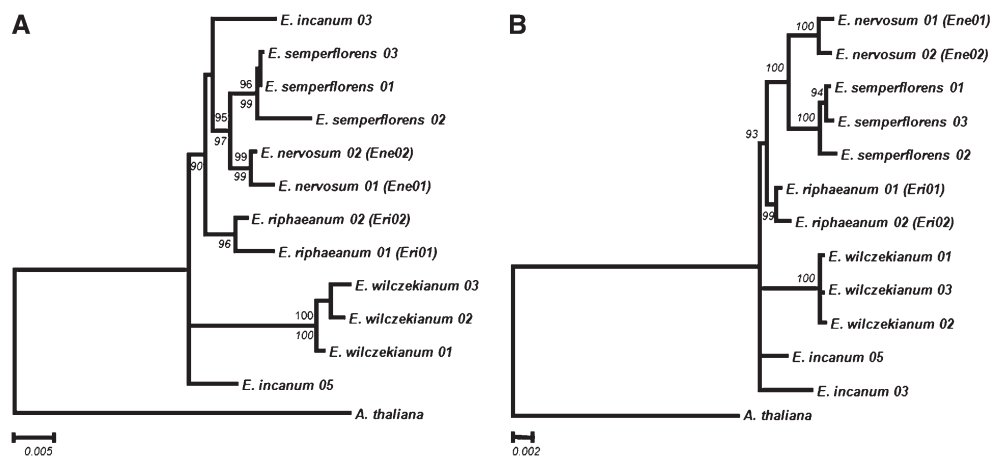 A
E. incanum 03
E. semperflorens 03
96
E. semperflorens 01
99
95
E. semperflorens 02
97
99
E. nervosum 02 (Ene02)
90
99
E. nervosum 01 (Ene01)
E. riphaeanum 02 (Eri02)
96
E. riphaeanum 01 (Eri01)
E. wilczekianum 03
100
E. wilczekianum 02
100
E. wilczekianum 01
E. incanum 05
A. thaliana
0.005
B
E. nervosum 01 (Ene01)
100
E. nervosum 02 (Ene02)
100
E. semperflorens 01
94
100
E. semperflorens 03
93
E. semperflorens 02
E. riphaeanum 01 (Eri01)
99
E. riphaeanum 02 (Eri02)
E. wilczekianum 01
100
E. wilczekianum 03
E. wilczekianum 02
E. incanum 05
E. incanum 03
A. thaliana
0.002